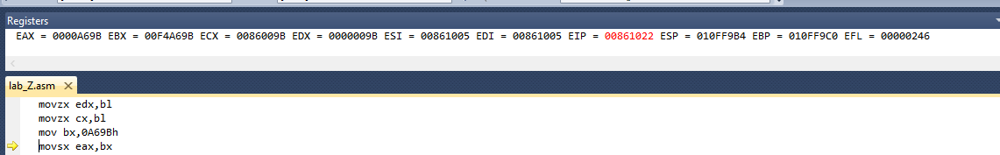 Registers
EAX = 0000A69B EBX = 00F4A69B ECX = 0086009B EDX = 0000009B ESI = 00861005 EDI = 00861005 EIP = 00861022 ESP = 010FF9B4 EBP = 010FF9C0 EFL = 00000246
lab_Z.asm
movzx edx,bl
movzx cx,bl
mov bx,0A69Bh
movsx eax,bx